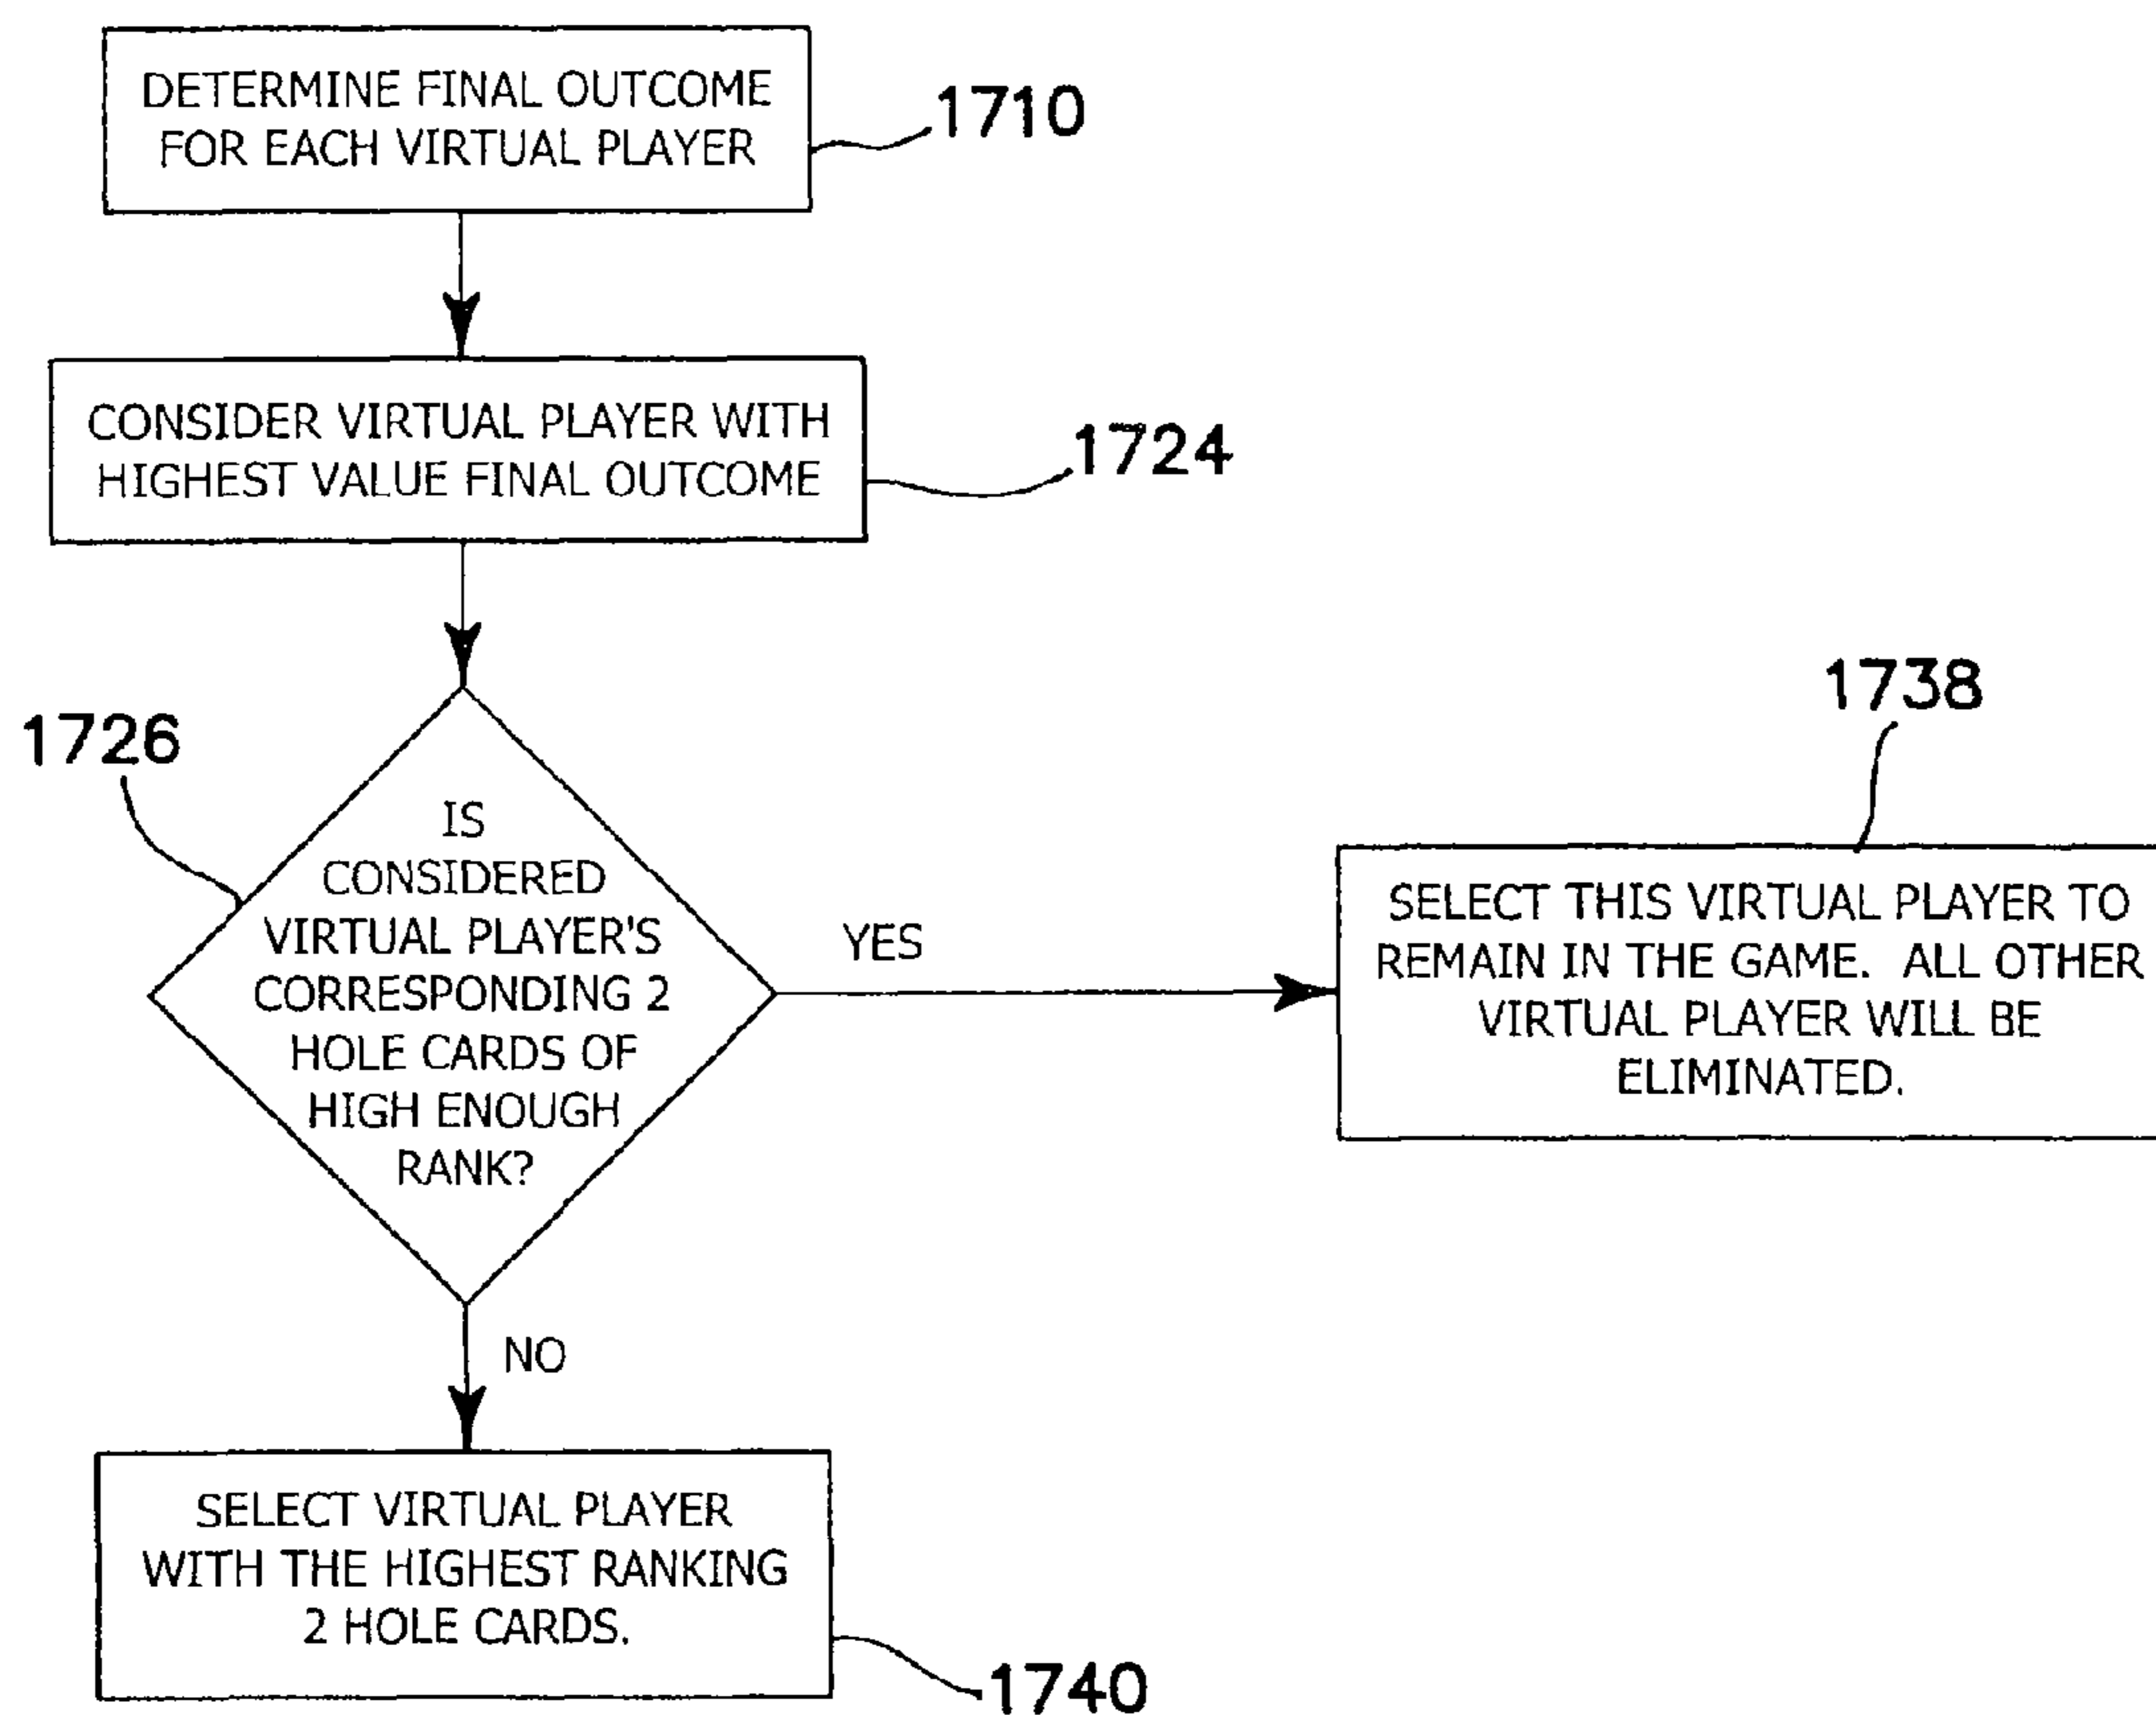 DETERMINE FINAL OUTCOME
FOR EACH VIRTUAL PLAYER
1710
CONSIDER VIRTUAL PLAYER WITH
HIGHEST VALUE FINAL OUTCOME
1724
1726
IS
CONSIDERED
VIRTUAL PLAYER'S
CORRESPONDING 2
HOLE CARDS OF
HIGH ENOUGH
RANK?
YES
1738
SELECT THIS VIRTUAL PLAYER TO
REMAIN IN THE GAME. ALL OTHER
VIRTUAL PLAYER WILL BE
ELIMINATED.
NO
SELECT VIRTUAL PLAYER
WITH THE HIGHEST RANKING
2 HOLE CARDS.
1740